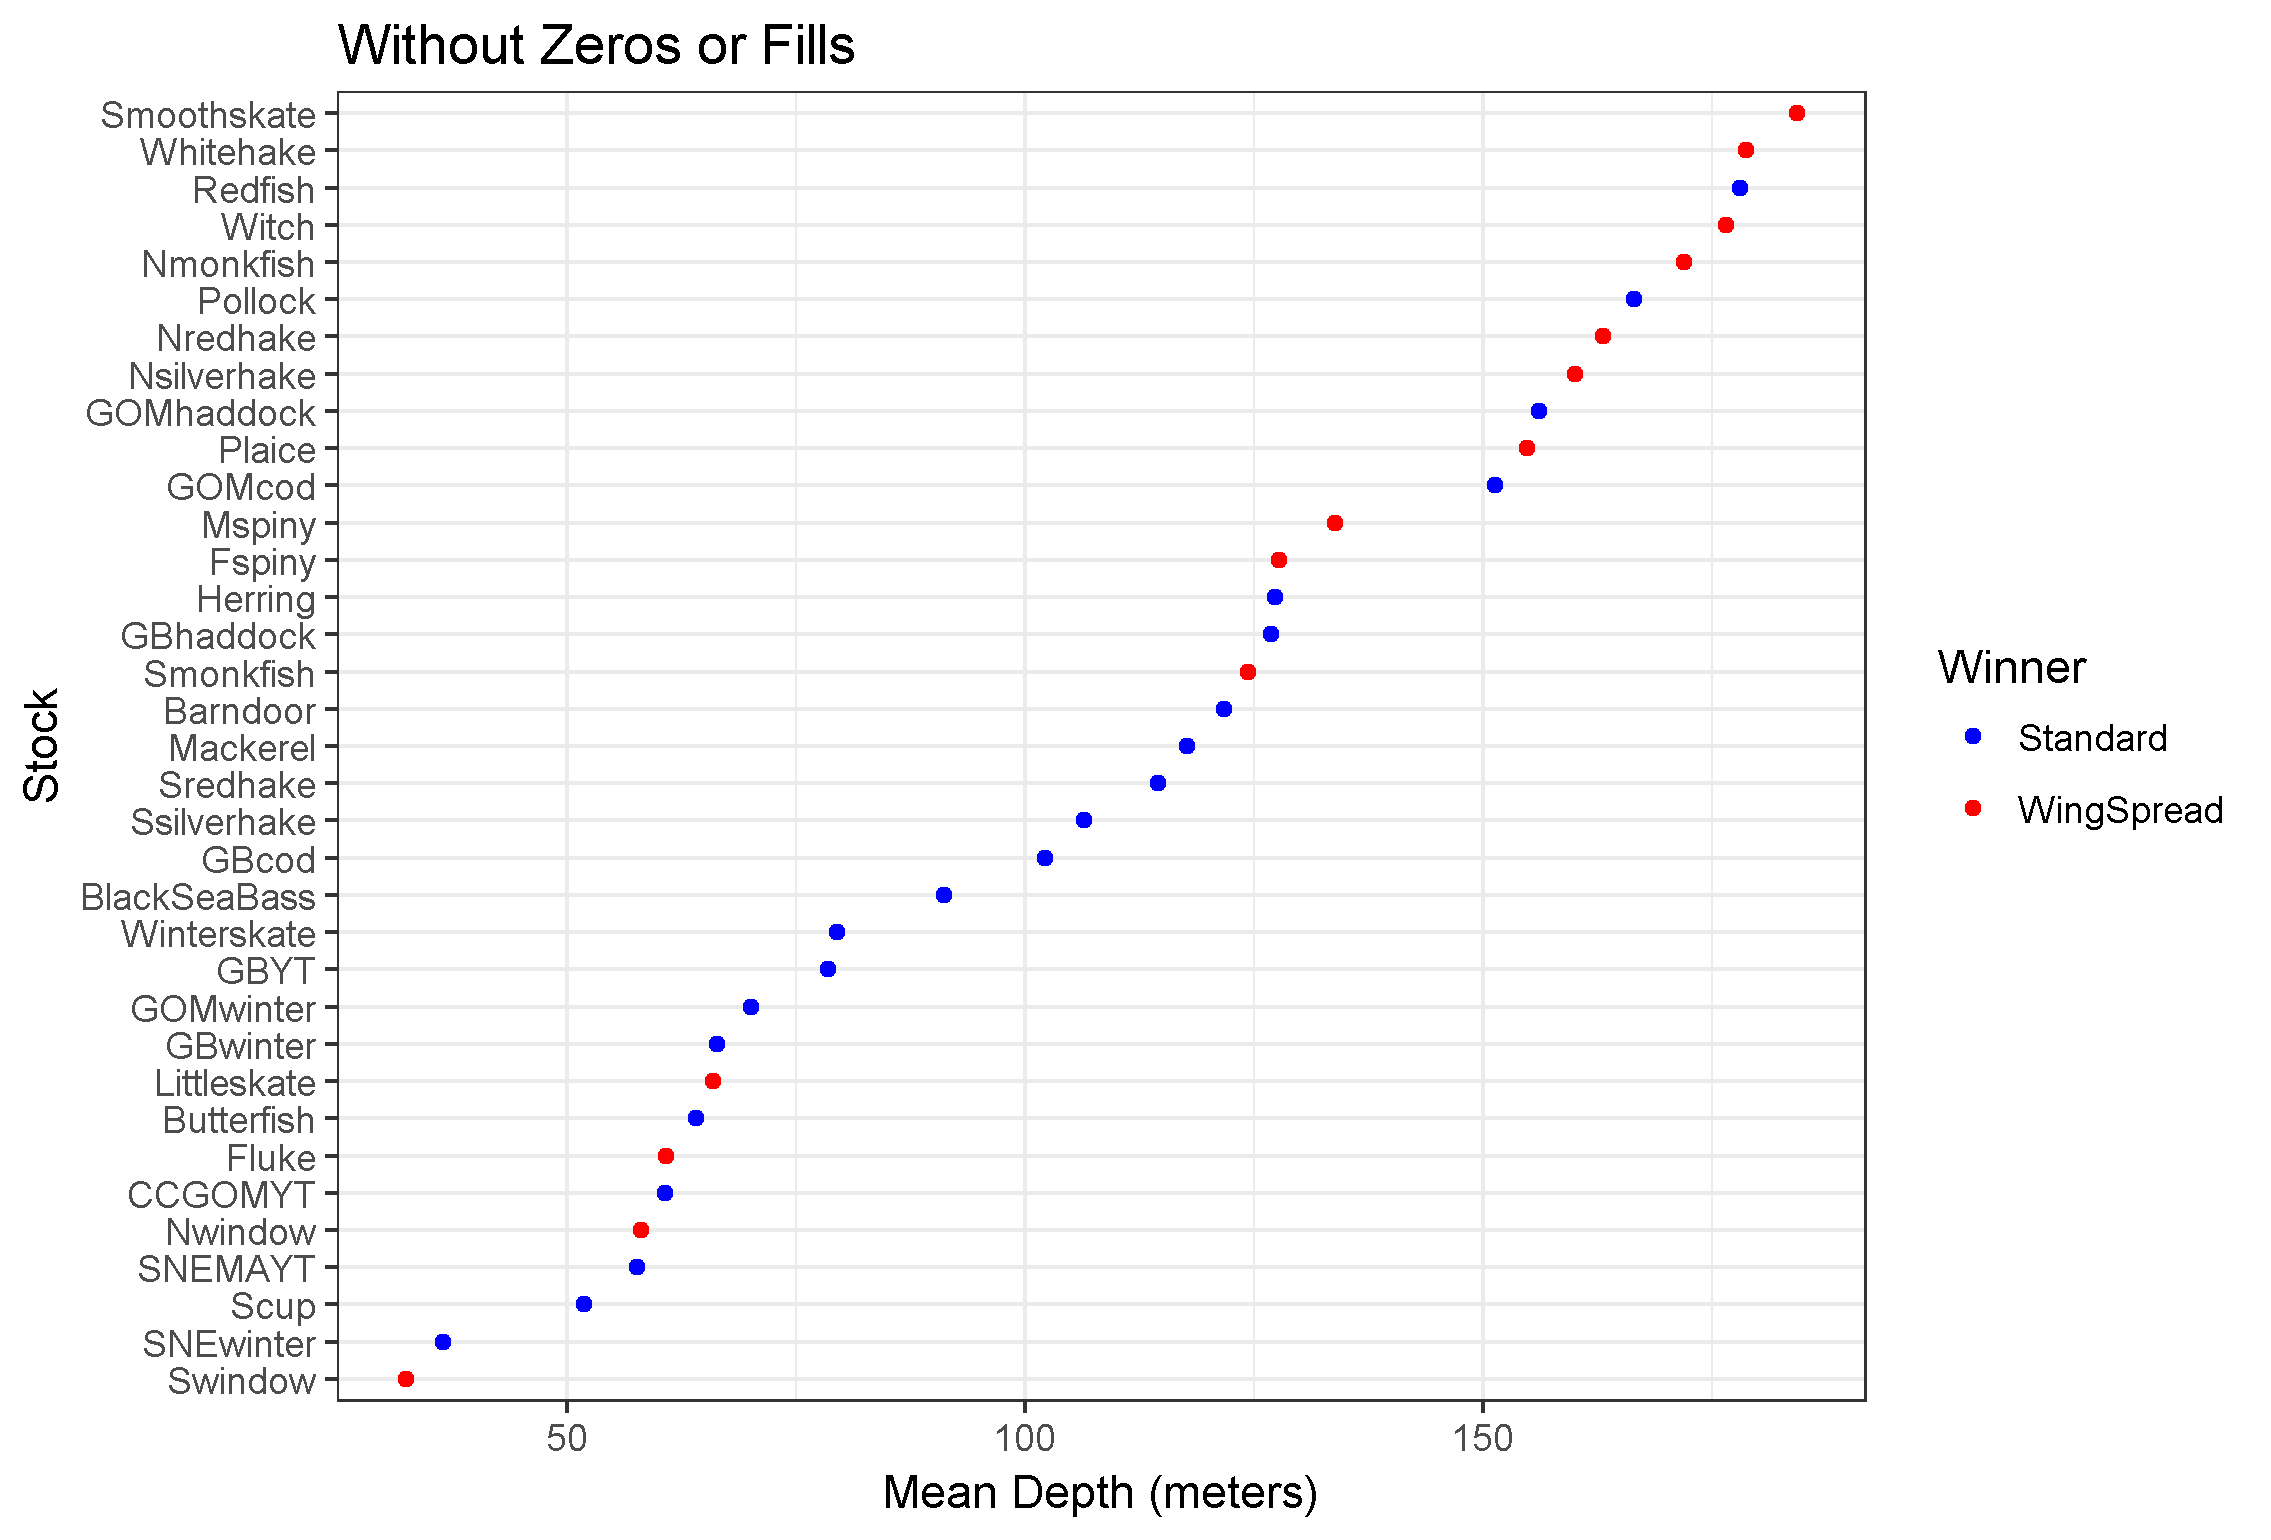 Without Zeros or Fills
Smoothskate
Whitehake
Redfish
Witch
Nmonkfish
Pollock
Nredhake
Nsilverhake
GOMhaddock
Plaice
GOMcod
Mspiny
Fspiny
Herring
GBhaddock
Smonkfish
Barndoor
Mackerel
Sredhake
Ssilverhake
GBcod
BlackSeaBass
Winterskate
GBYT
GOMwinter
GBwinter
Littleskate
Butterfish
Fluke
CCGOMYT
Nwindow
SNEMAYT
Scup
SNEwinter
Swindow
Stock
50 100 150
Mean Depth (meters)
Winner
Standard
WingSpread